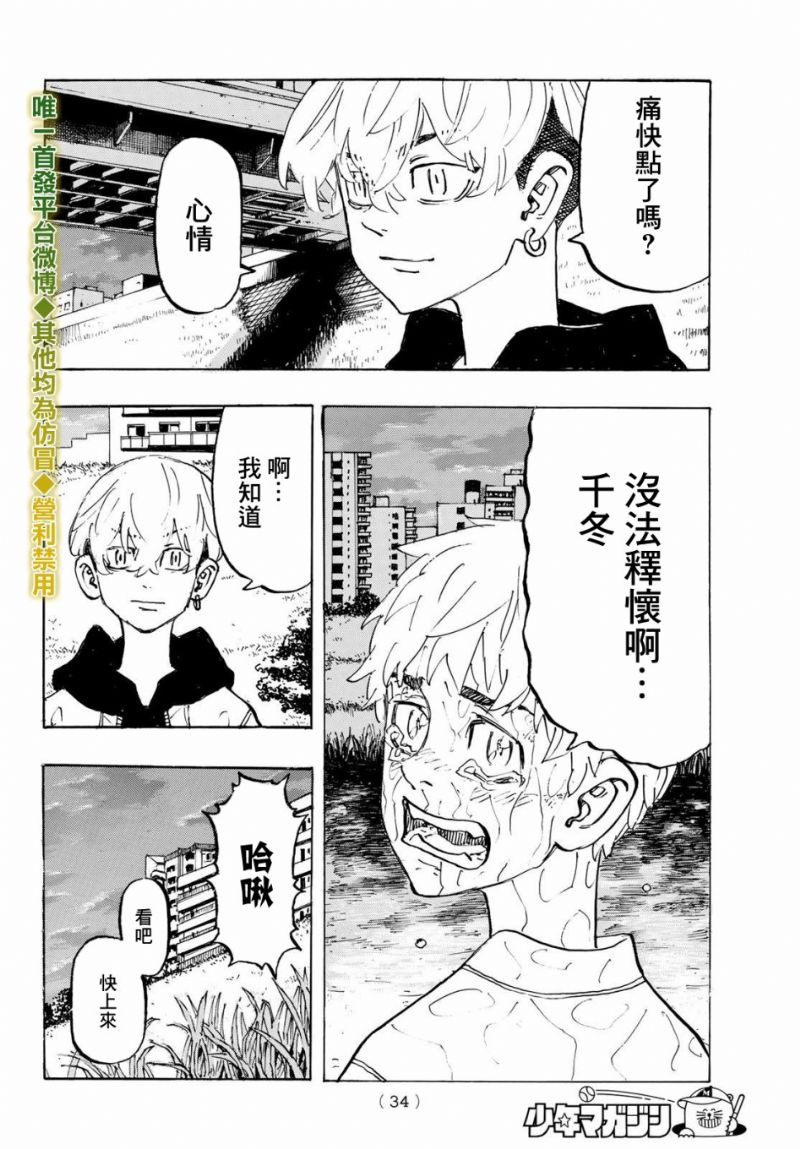 痛快點了嗎?
心情
沒法釋懷啊…
千冬
啊…
我知道
哈啾
看吧
快上來
唯一首發平台微博◆其他均為仿冒◆營利禁用
(34)
少年マガジン